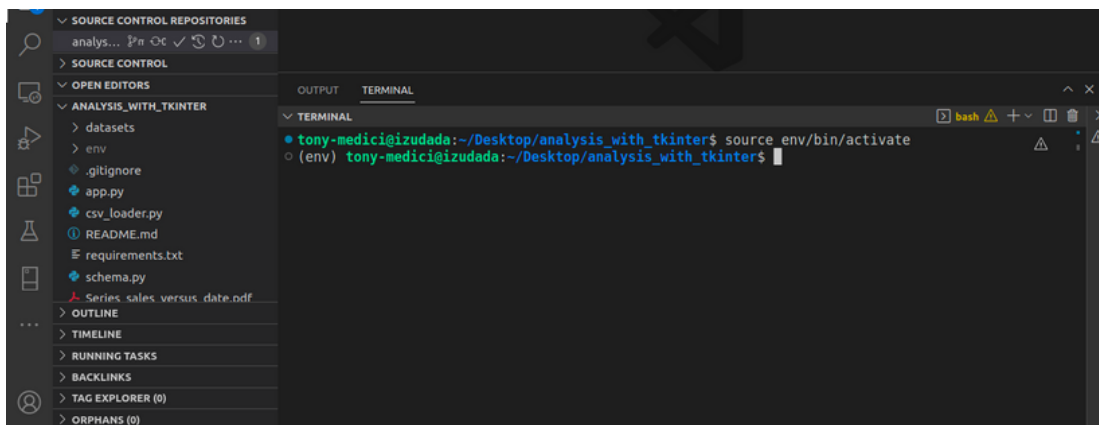 SOURCE CONTROL REPOSITORIES
analys... 1
SOURCE CONTROL
OPEN EDITORS
ANALYSIS_WITH_TKINTER
datasets
env
.gitignore
app.py
csv_loader.py
README.md
requirements.txt
schema.py
Series_sales_versus_date.pdf
OUTLINE
TIMELINE
RUNNING TASKS
BACKLINKS
TAG EXPLORER (0)
ORPHANS (0)
OUTPUT TERMINAL
TERMINAL bash
tony-medici@izudada:~/Desktop/analysis_with_tkinter$ source env/bin/activate
(env) tony-medici@izudada:~/Desktop/analysis_with_tkinter$